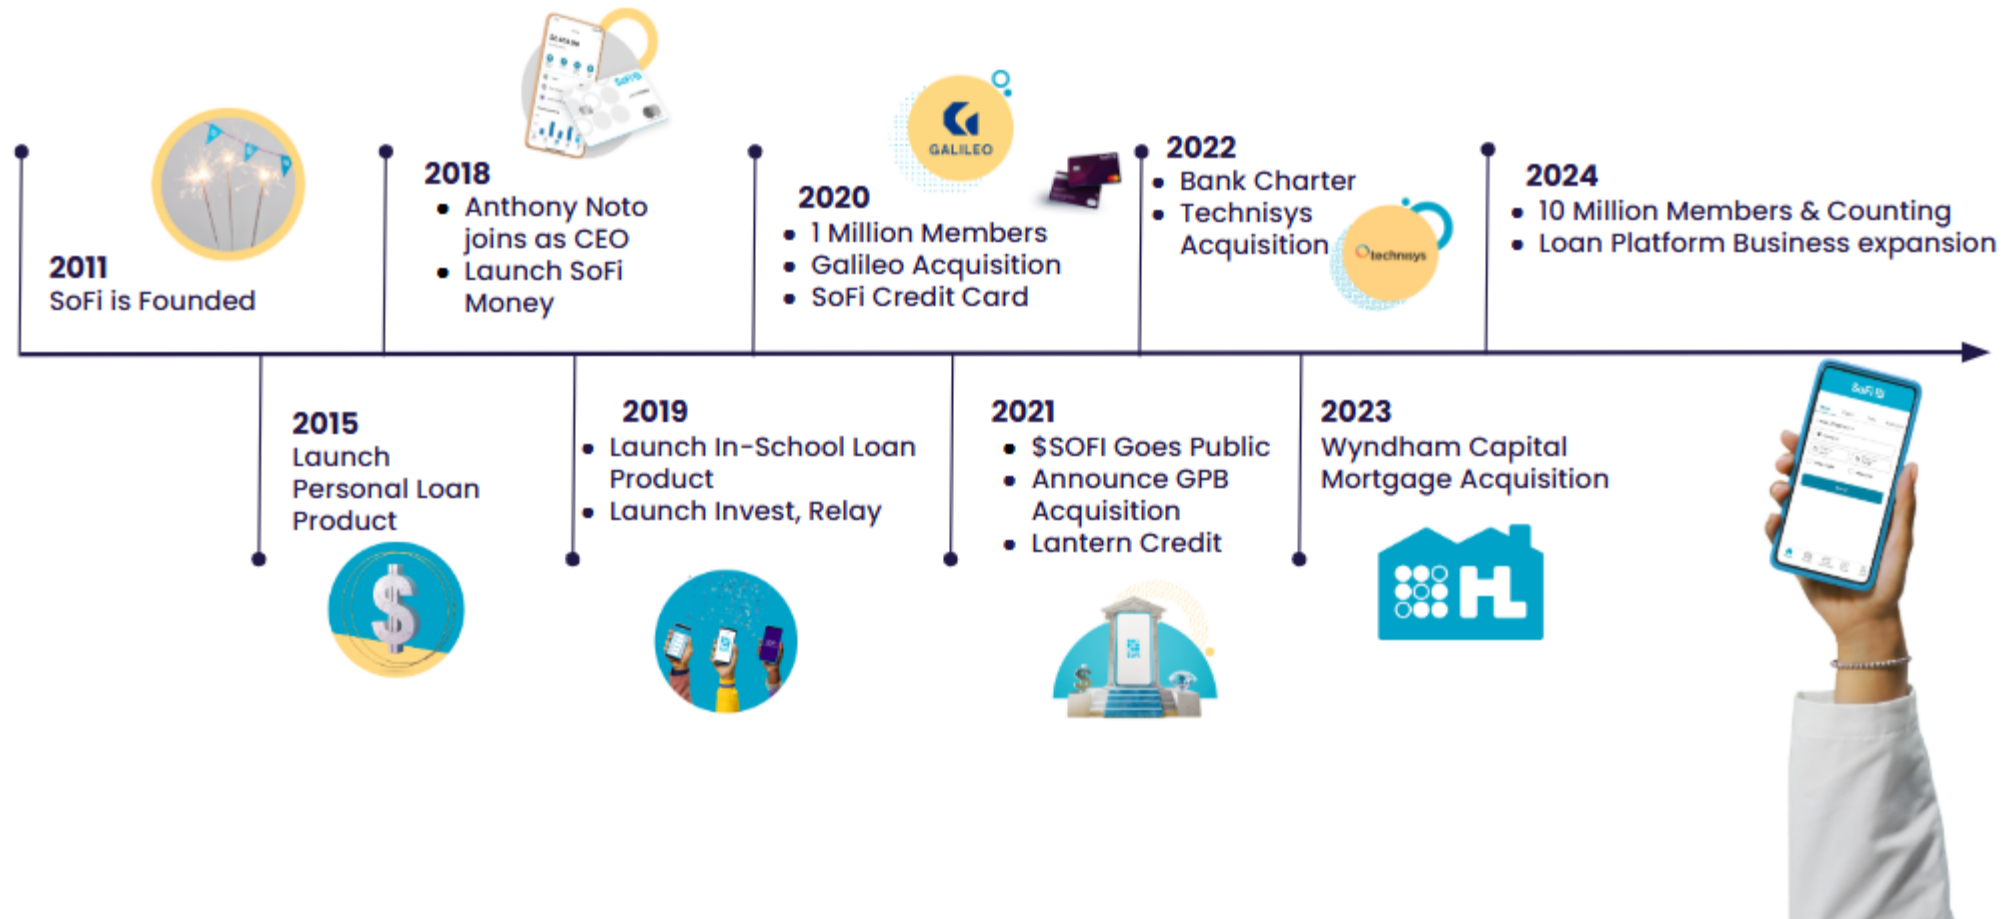 2011
SoFi is Founded
2015
Launch
Personal Loan
Product
2018
• Anthony Noto
joins as CEO
• Launch SoFi
Money
SoFi
2019
• Launch In-School Loan
Product
• Launch Invest, Relay
2020
• 1 Million Members
• Galileo Acquisition
• SoFi Credit Card
GALILEO
2021
• $SOFI Goes Public
• Announce GPB
Acquisition
• Lantern Credit
2022
• Bank Charter
• Technisys
Acquisition
technisys
2023
Wyndham Capital
Mortgage Acquisition
HL
2024
• 10 Million Members & Counting
• Loan Platform Business expansion
SoFi